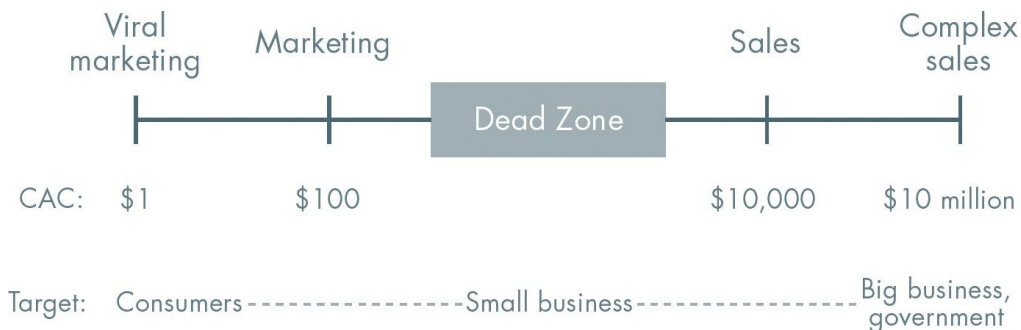 Viral
marketing
Marketing
Sales
Complex
sales
Dead Zone
CAC: $1 $100 $10,000 $10 million
Target: Consumers Small business Big business,
government